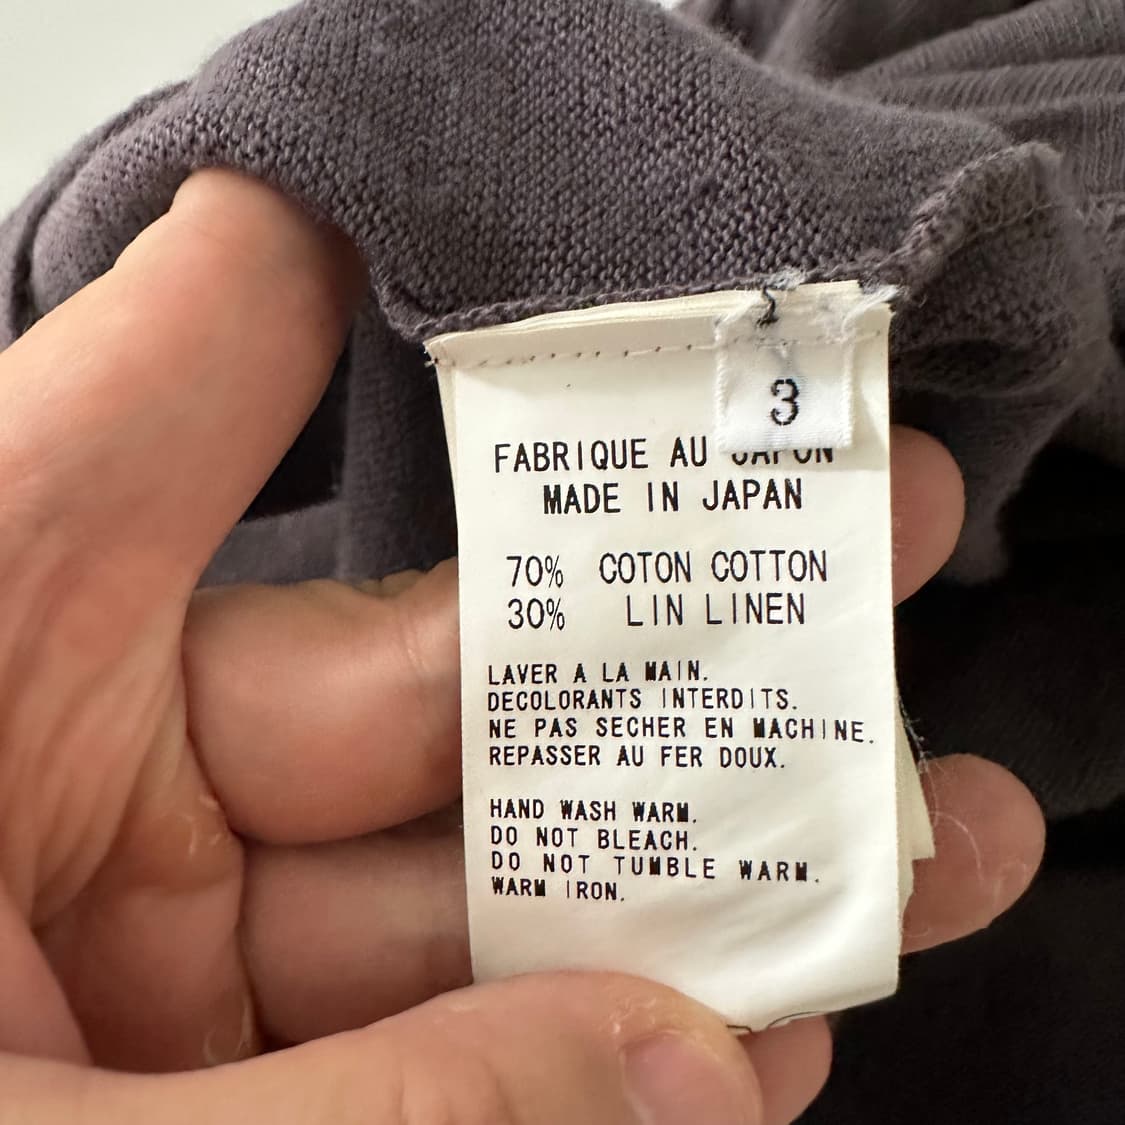 3
FABRIQUE AU JAPON
MADE IN JAPAN
70% COTON COTTON
30% LIN LINEN
LAVER A LA MAIN.
DECOLORANTS INTERDITS.
NE PAS SECHER EN MACHINE.
REPASSER AU FER DOUX.
HAND WASH WARM.
DO NOT BLEACH.
DO NOT TUMBLE WARM.
WARM IRON.